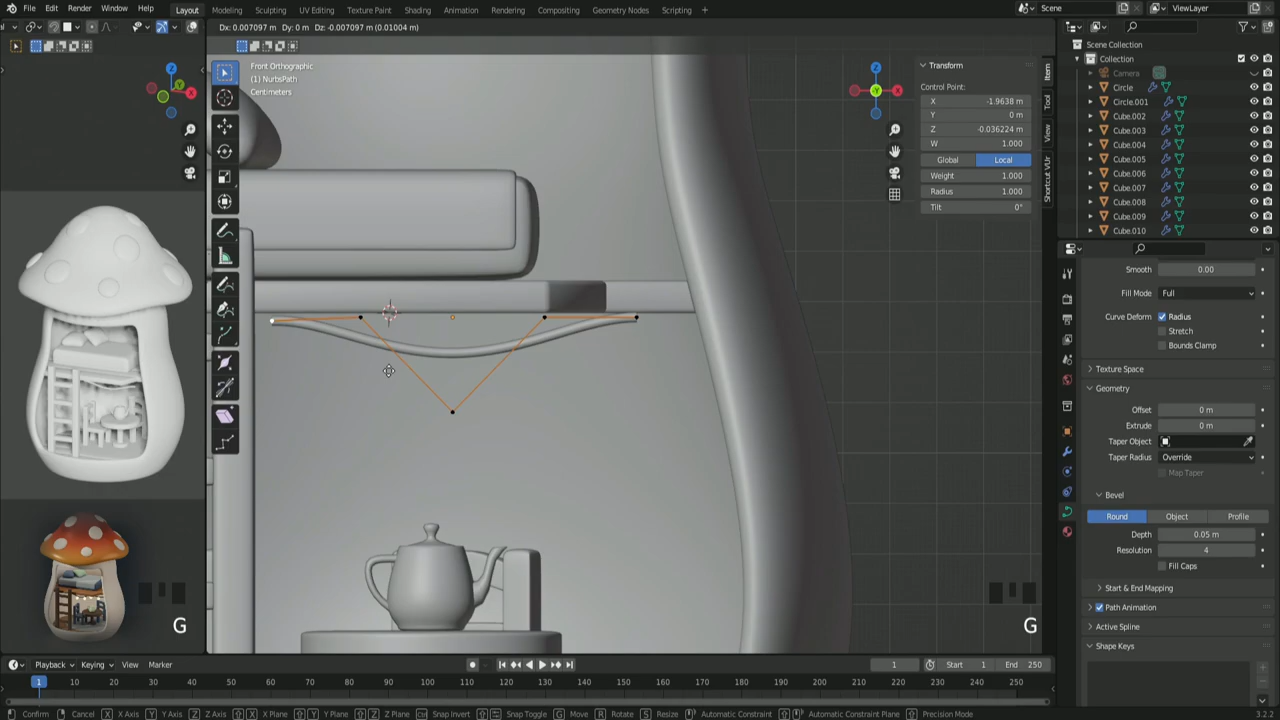 File Edit Render Window Help
Layout Modeling Sculpting UV Editing Texture Paint Shading Animation Rendering Compositing Geometry Nodes Scripting +
Scene
ViewLayer
Dx: 0.007097 m  Dy: 0 m  Dz: -0.007097 m (0.01004 m)
Front Orthographic
(1) NurbsPath
Centimeters
Z
Y
X
Z
Y
X
Transform
Control Point:
X -1.9638 m
Y 0 m
Z -0.036224 m
W 1.000
Global Local
Weight 1.000
Radius 1.000
Tilt 0°
Item
Tool
View
Shortcut VUr
Scene Collection
Collection
Camera
Circle
Circle.001
Cube.002
Cube.003
Cube.004
Cube.005
Cube.006
Cube.007
Cube.008
Cube.009
Cube.010
Smooth 0.00
Fill Mode Full
Curve Deform Radius
Stretch
Bounds Clamp
Texture Space
Geometry
Offset 0 m
Extrude 0 m
Taper Object
Taper Radius Override
Map Taper
Bevel
Round Object Profile
Depth 0.05 m
Resolution 4
Fill Caps
Start & End Mapping
Path Animation
Active Spline
Shape Keys
G
G
Playback Keying View Marker
1 Start 1 End 250
1 10 20 30 40 50 60 70 80 90 100 110 120 130 140 150 160 170 180 190 200 210 220 230 240 250
Confirm Cancel X X Axis Y Y Axis Z Z Axis X X Plane Y Y Plane Z Z Plane Snap Invert Snap Toggle G Move R Rotate S Resize Automatic Constraint Automatic Constraint Plane Precision Mode
3.2.2